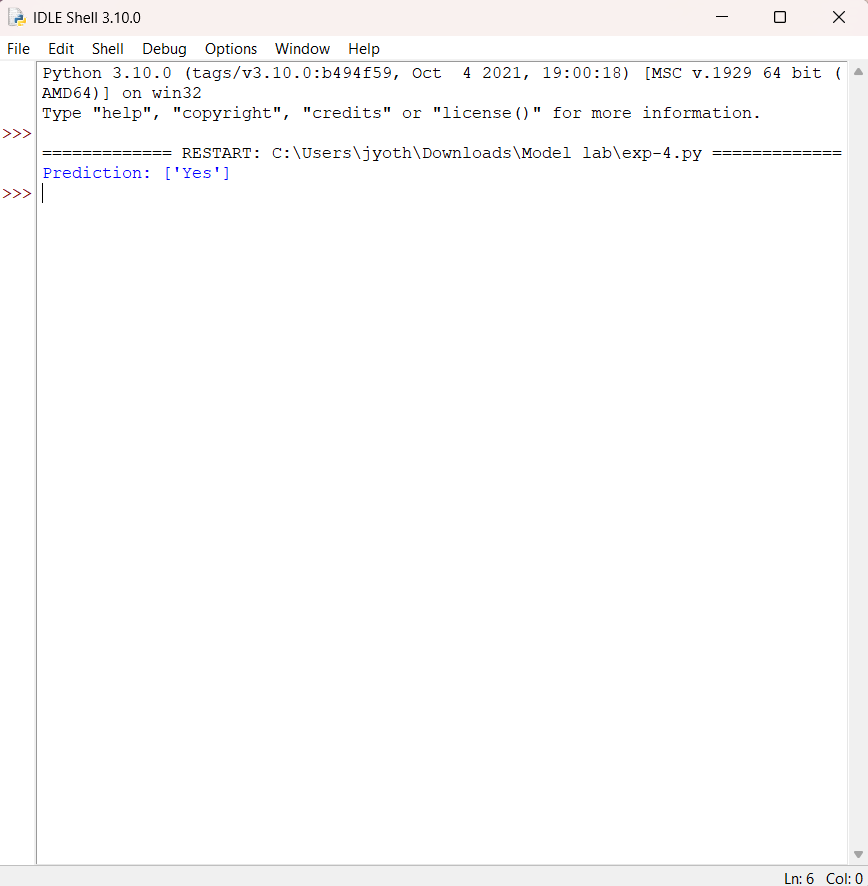 IDLE Shell 3.10.0
File Edit Shell Debug Options Window Help
Python 3.10.0 (tags/v3.10.0:b494f59, Oct  4 2021, 19:00:18) [MSC v.1929 64 bit (
AMD64)] on win32
Type "help", "copyright", "credits" or "license()" for more information.
>>>
============= RESTART: C:\Users\jyoth\Downloads\Model lab\exp-4.py =============
Prediction: ['Yes']
>>>
Ln: 6 Col: 0